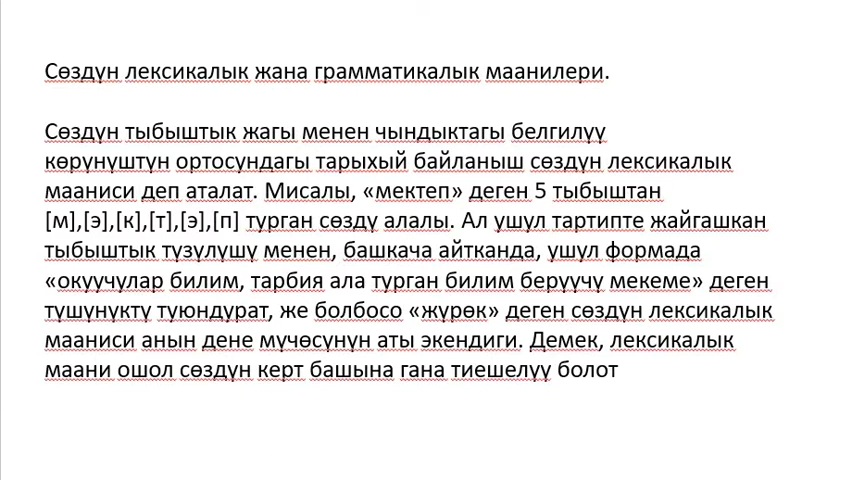 Сөздүн лексикалык жана грамматикалык маанилери.
Сөздүн тыбыштык жагы менен чындыктагы белгилүү
көрүнүштүн ортосундагы тарыхый байланыш сөздүн лексикалык
мааниси деп аталат. Мисалы, «мектеп» деген 5 тыбыштан
[м],[э],[к],[т],[э],[п] турган сөздү алалы. Ал ушул тартипте жайгашкан
тыбыштык түзүлүшү менен, башкача айтканда, ушул формада
«окуучулар билим, тарбия ала турган билим берүүчү мекеме» деген
түшүнүктү туюндурат, же болбосо «жүрөк» деген сөздүн лексикалык
мааниси анын дене мүчөсүнүн аты экендиги. Демек, лексикалык
маани ошол сөздүн керт башына гана тиешелүү болот